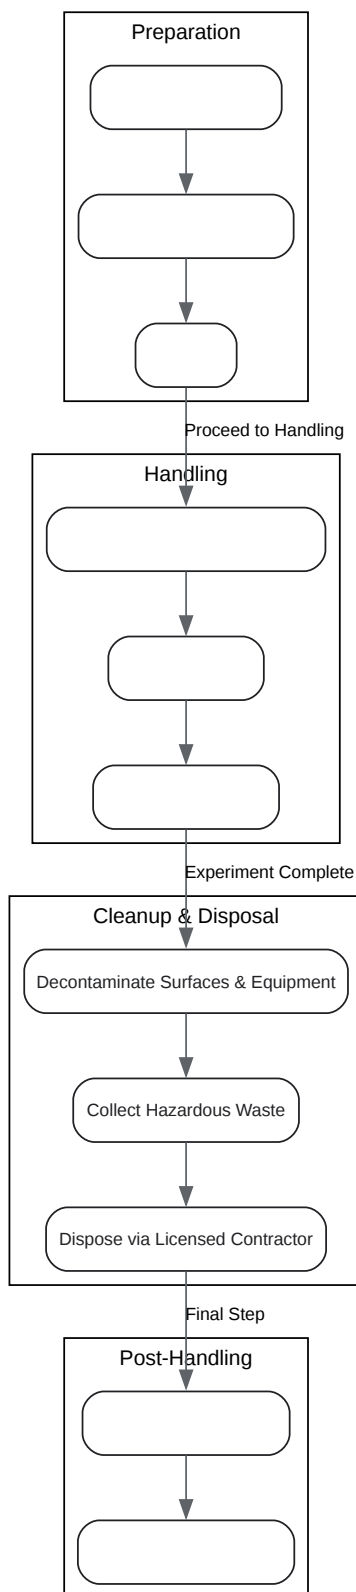 Preparation
Proceed to Handling
Handling
Experiment Complete
Cleanup & Disposal
Decontaminate Surfaces & Equipment
Collect Hazardous Waste
Dispose via Licensed Contractor
Final Step
Post-Handling